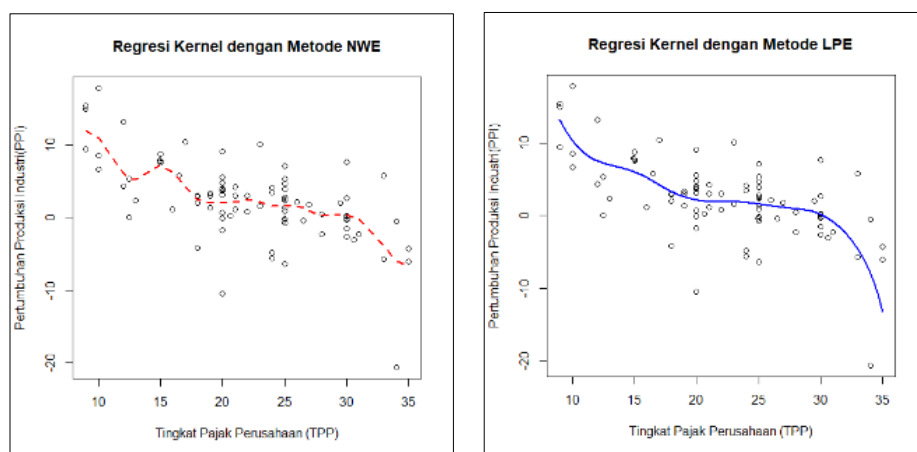 Regresi Kernel dengan Metode NWE
Pertumbuhan Produksi Industri(PPI)
10
0
-10
-20
10 15 20 25 30 35
Tingkat Pajak Perusahaan (TPP)
Regresi Kernel dengan Metode LPE
Pertumbuhan Produksi Industri(PPI)
10
0
-10
-20
10 15 20 25 30 35
Tingkat Pajak Perusahaan (TPP)